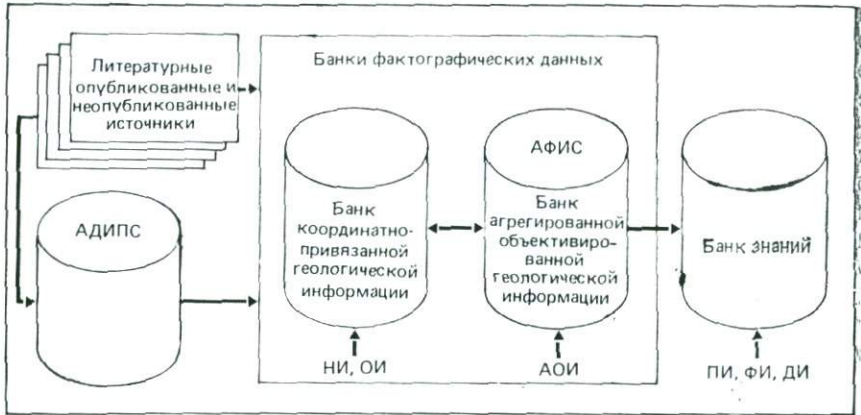 Литературные
опубликованные и
неопубликованные
источники
Банки фактографических данных
АДИПС
Банк
координатно-
привязанной
геологической
информации
АФИС
Банк
агрегированной
объективиро-
ванной
геологической
информации
Банк знаний
НИ, ОИ
АОИ
ПИ, ФИ, ДИ